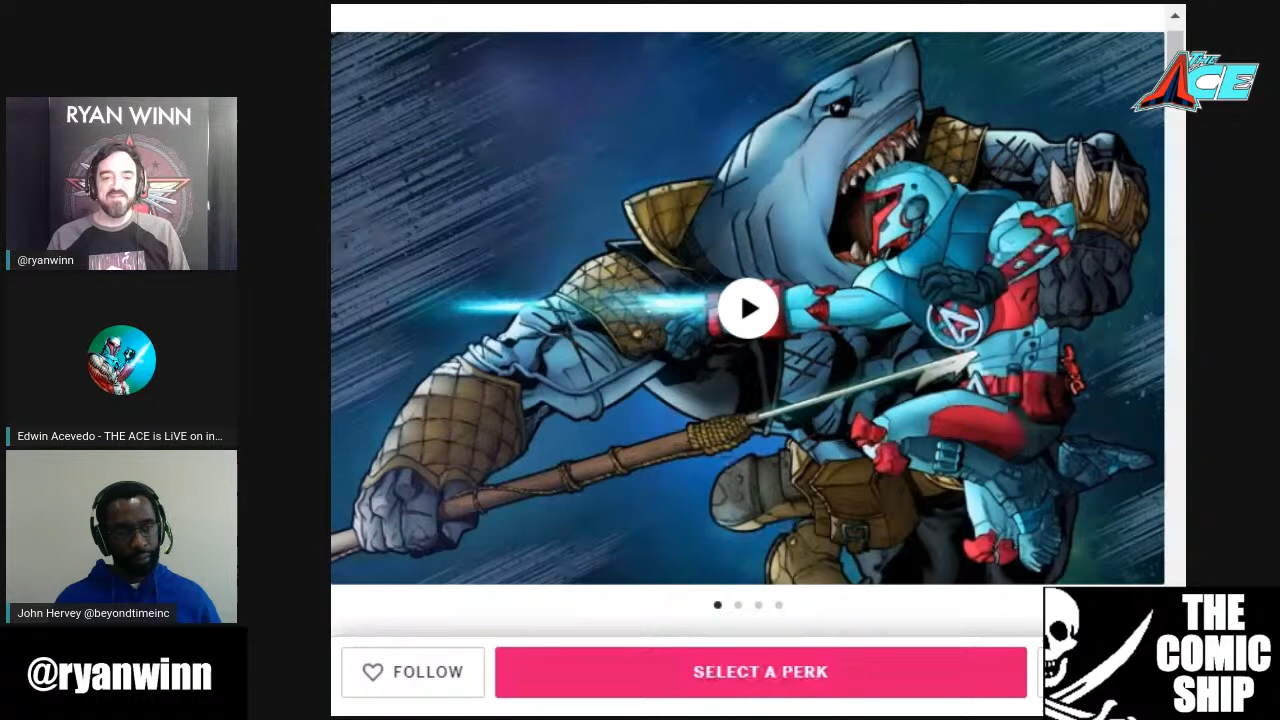 RYAN WINN
@ryanwinn
Edwin Acevedo - THE ACE is LiVE on in...
John Hervey @beyondtimeinc
@ryanwinn
THE
ACE
FOLLOW
SELECT A PERK
THE
COMIC
SHIP